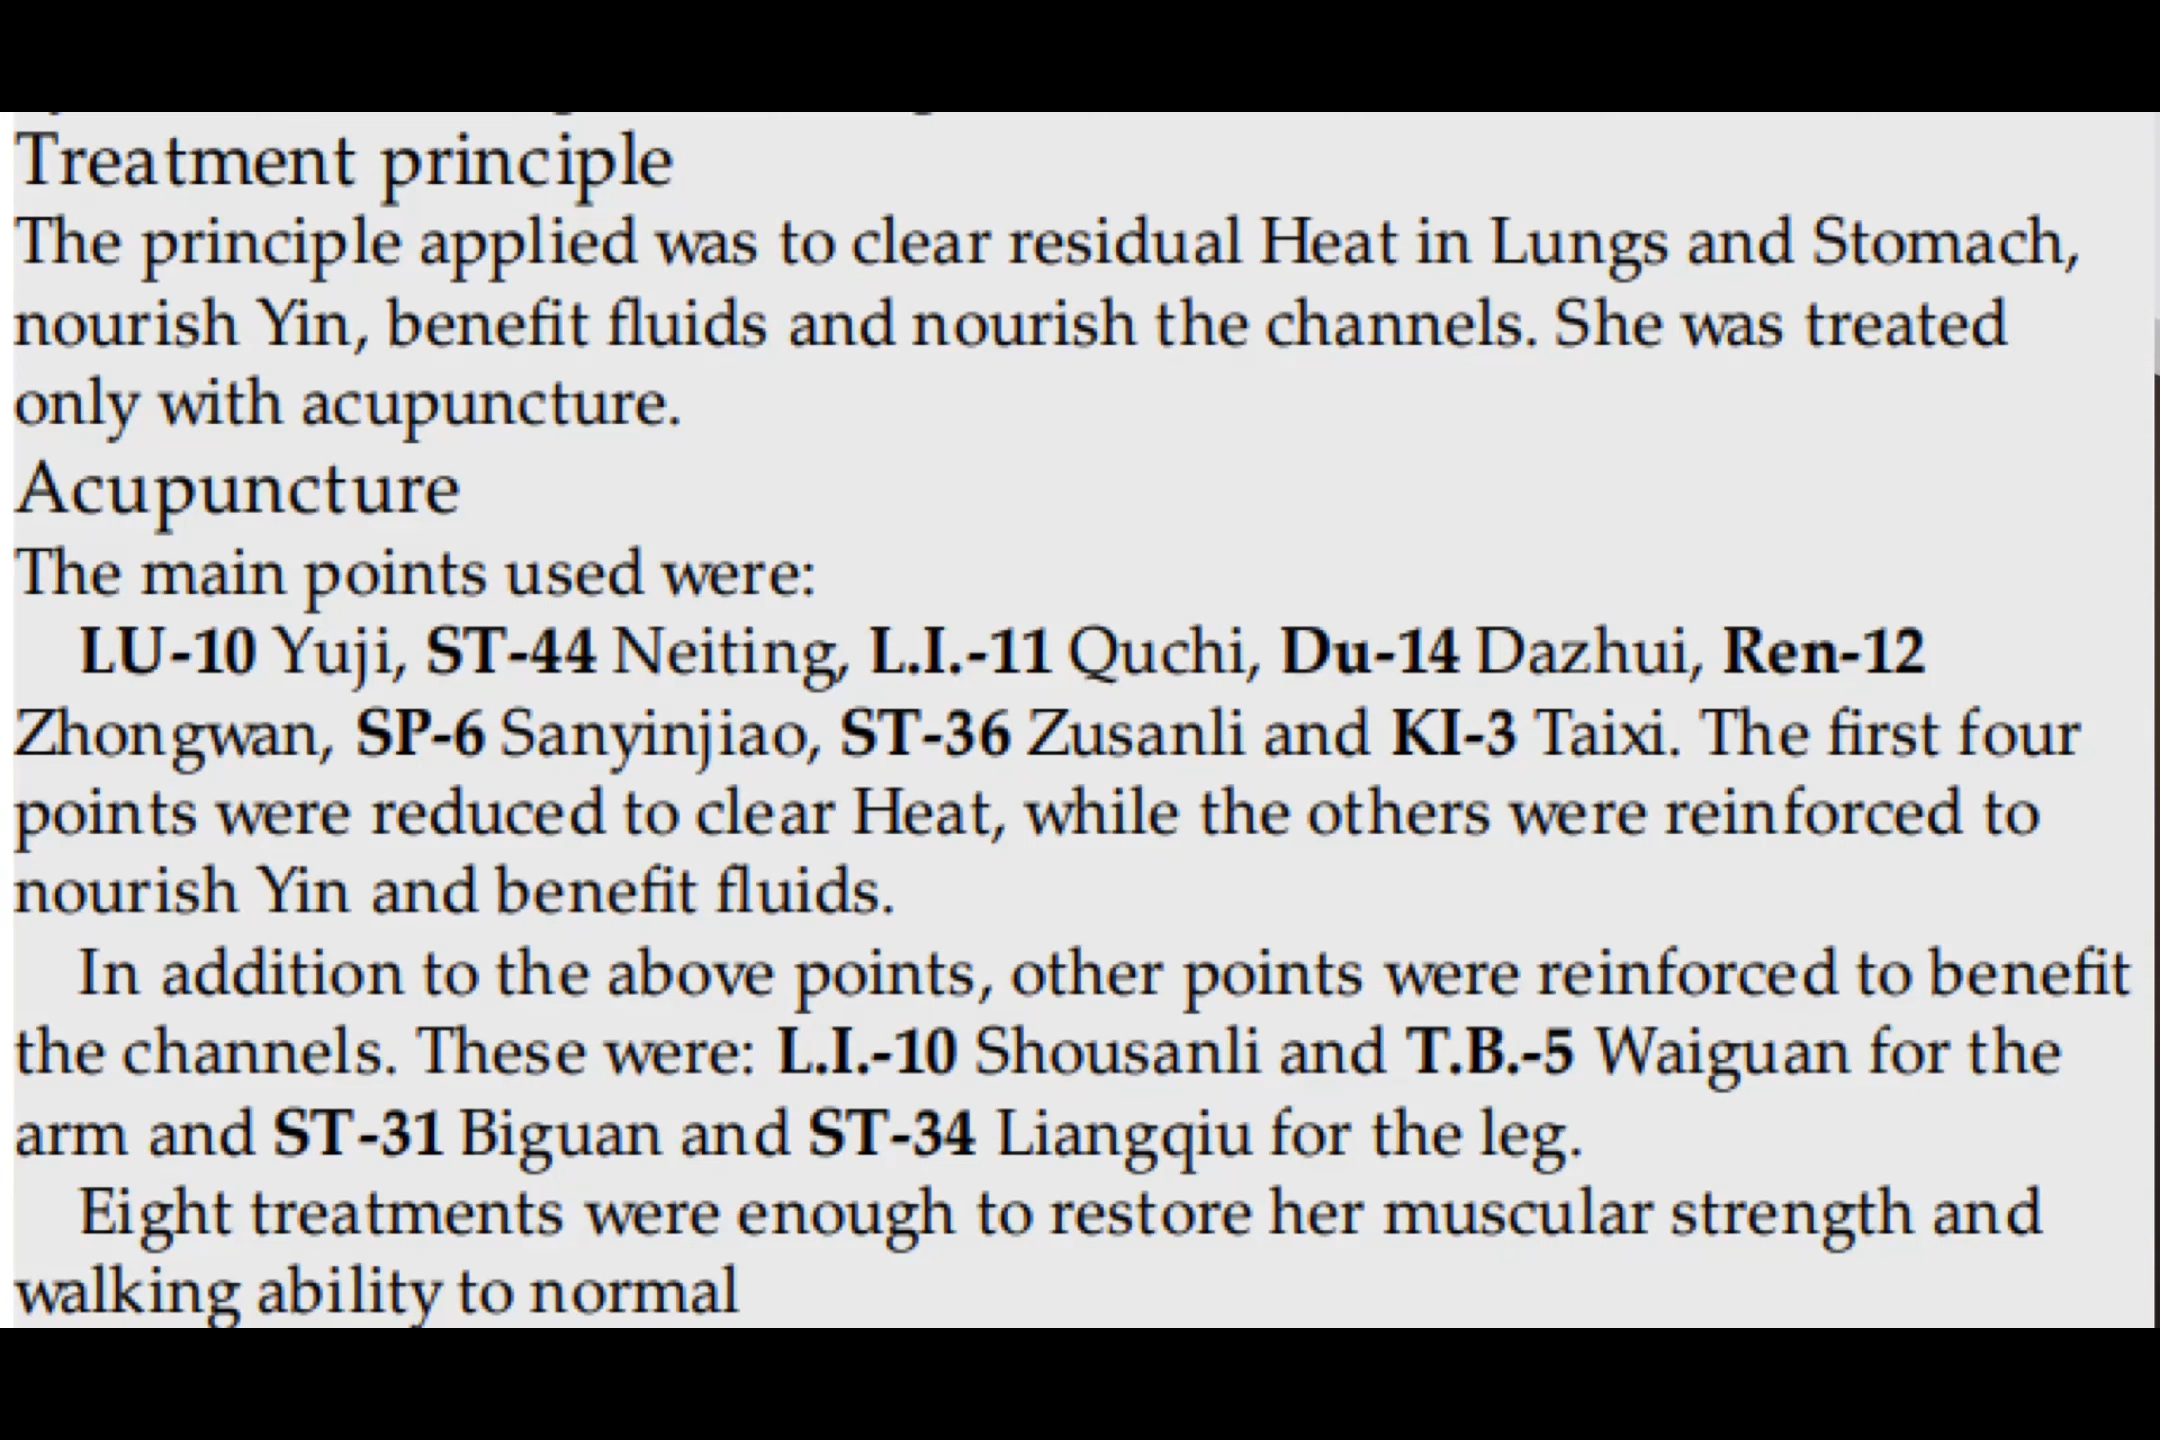 Treatment principle
The principle applied was to clear residual Heat in Lungs and Stomach,
nourish Yin, benefit fluids and nourish the channels. She was treated
only with acupuncture.
Acupuncture
The main points used were:
LU-10 Yuji, ST-44 Neiting, L.I.-11 Quchi, Du-14 Dazhui, Ren-12
Zhongwan, SP-6 Sanyinjiao, ST-36 Zusanli and KI-3 Taixi. The first four
points were reduced to clear Heat, while the others were reinforced to
nourish Yin and benefit fluids.
In addition to the above points, other points were reinforced to benefit
the channels. These were: L.I.-10 Shousanli and T.B.-5 Waiguan for the
arm and ST-31 Biguan and ST-34 Liangqiu for the leg.
Eight treatments were enough to restore her muscular strength and
walking ability to normal